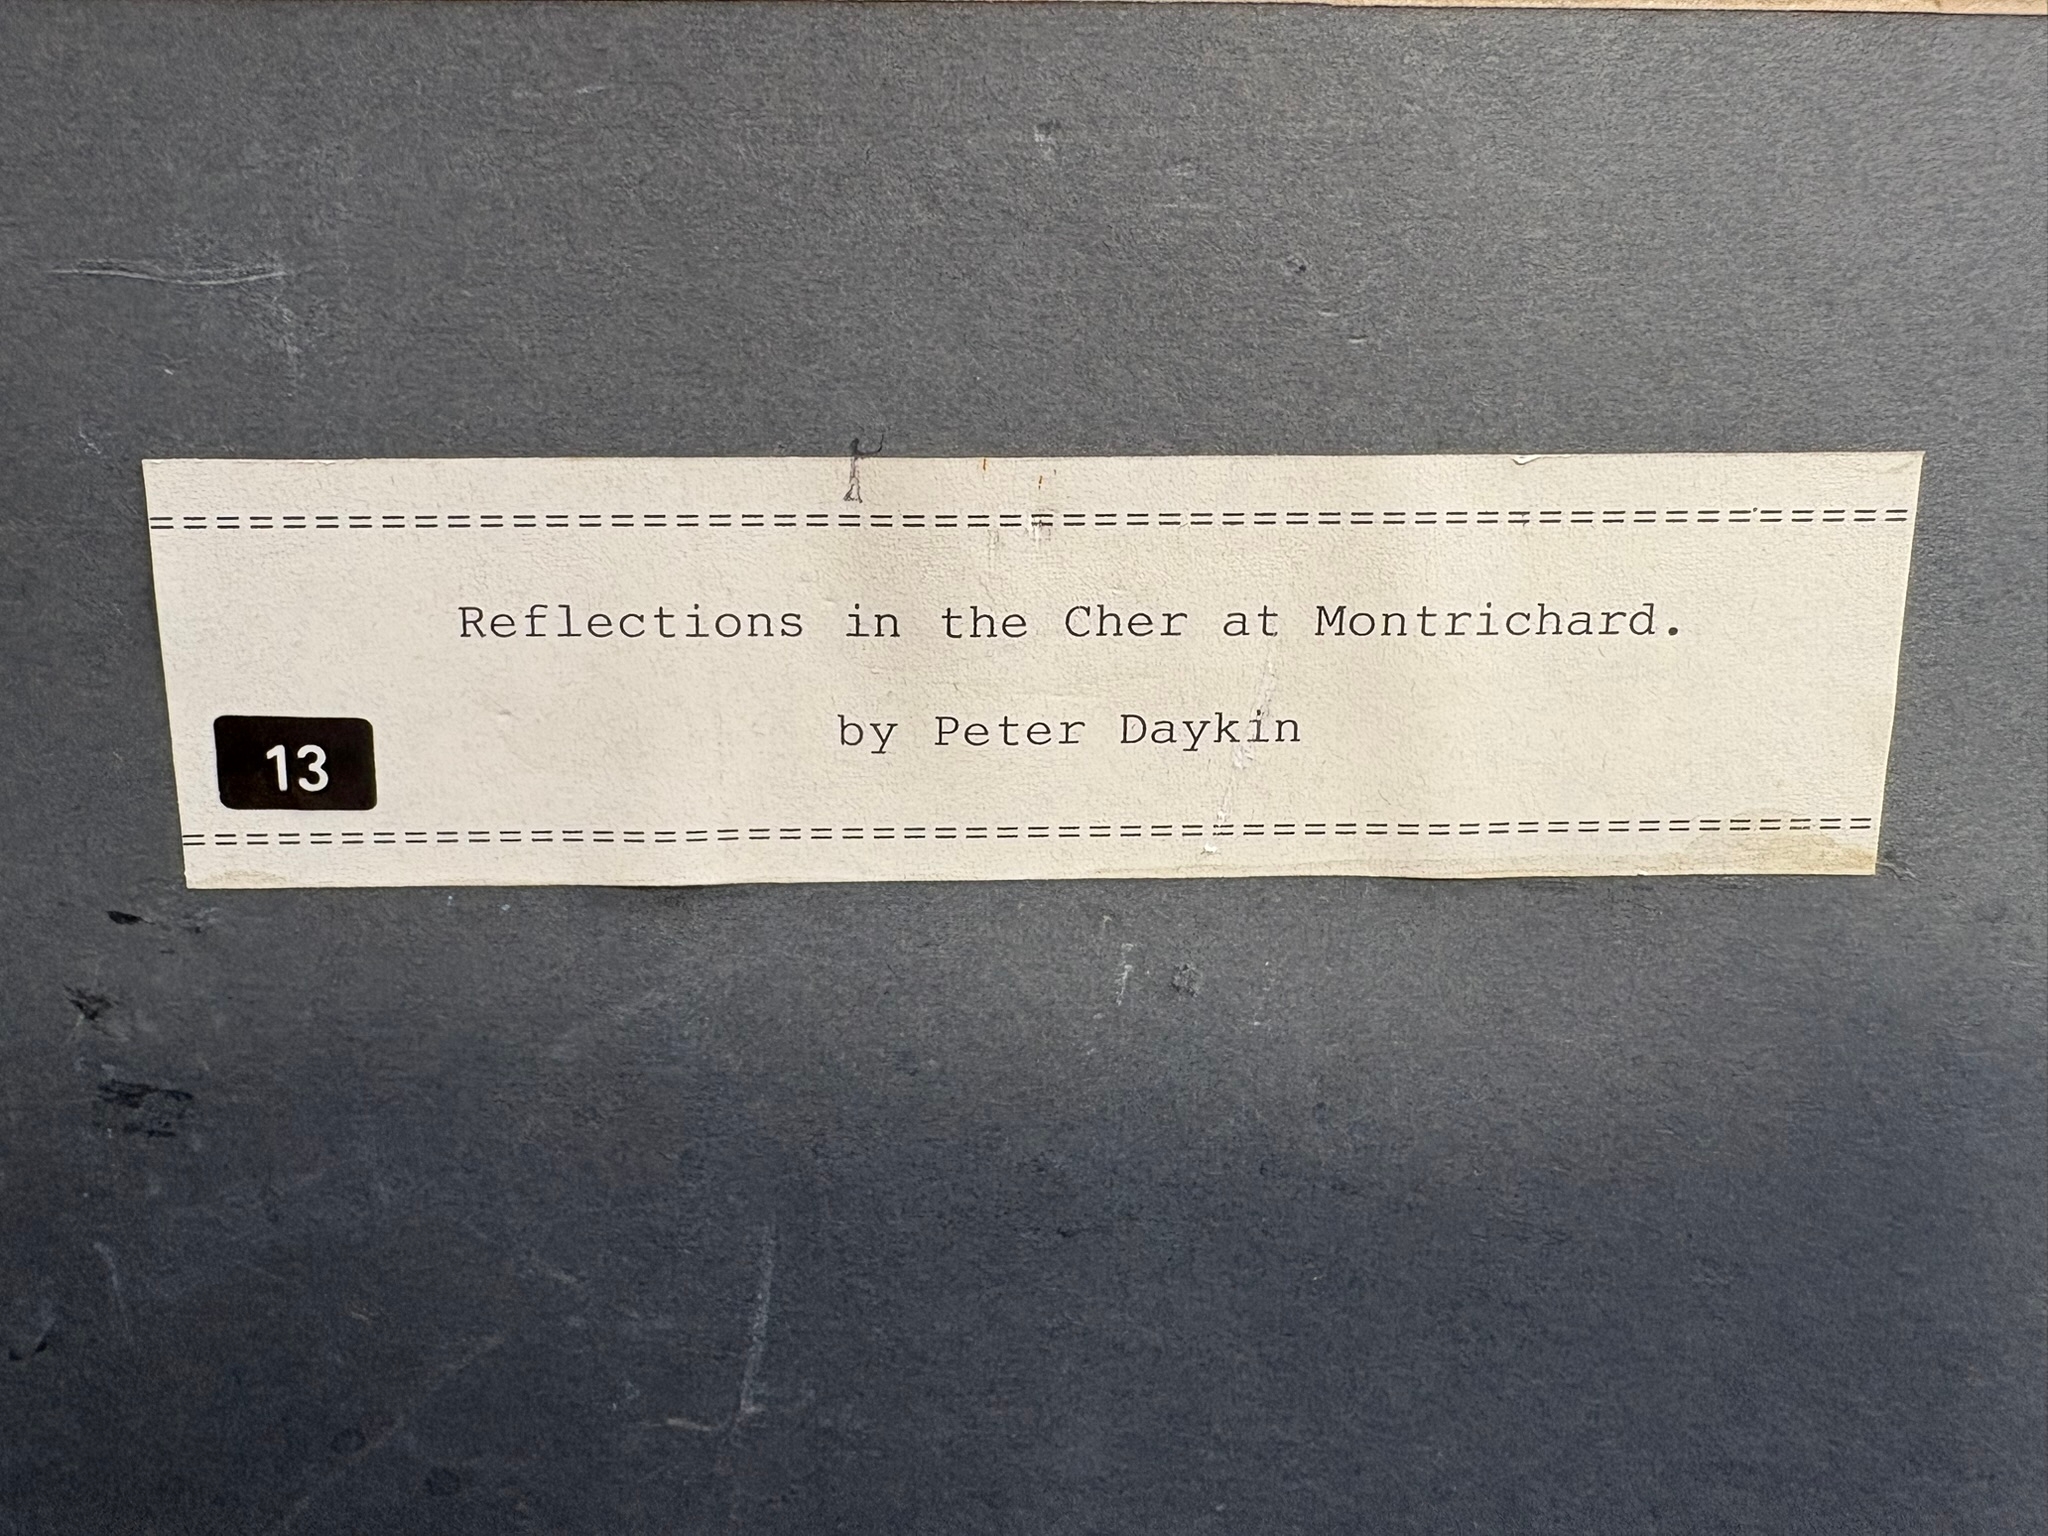 Reflections in the Cher at Montrichard.
by Peter Daykin
13